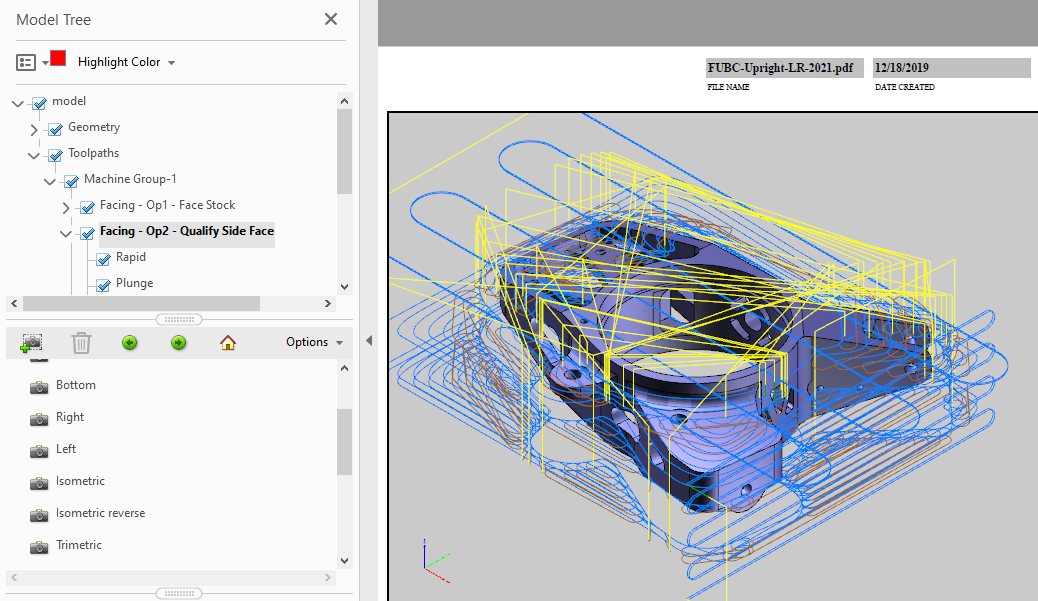 Model Tree
Highlight Color
model
Geometry
Toolpaths
Machine Group-1
Facing - Op1 - Face Stock
Facing - Op2 - Qualify Side Face
Rapid
Plunge
Options
Bottom
Right
Left
Isometric
Isometric reverse
Trimetric
FUBC-Upright-LR-2021.pdf
12/18/2019
FILE NAME
DATE CREATED